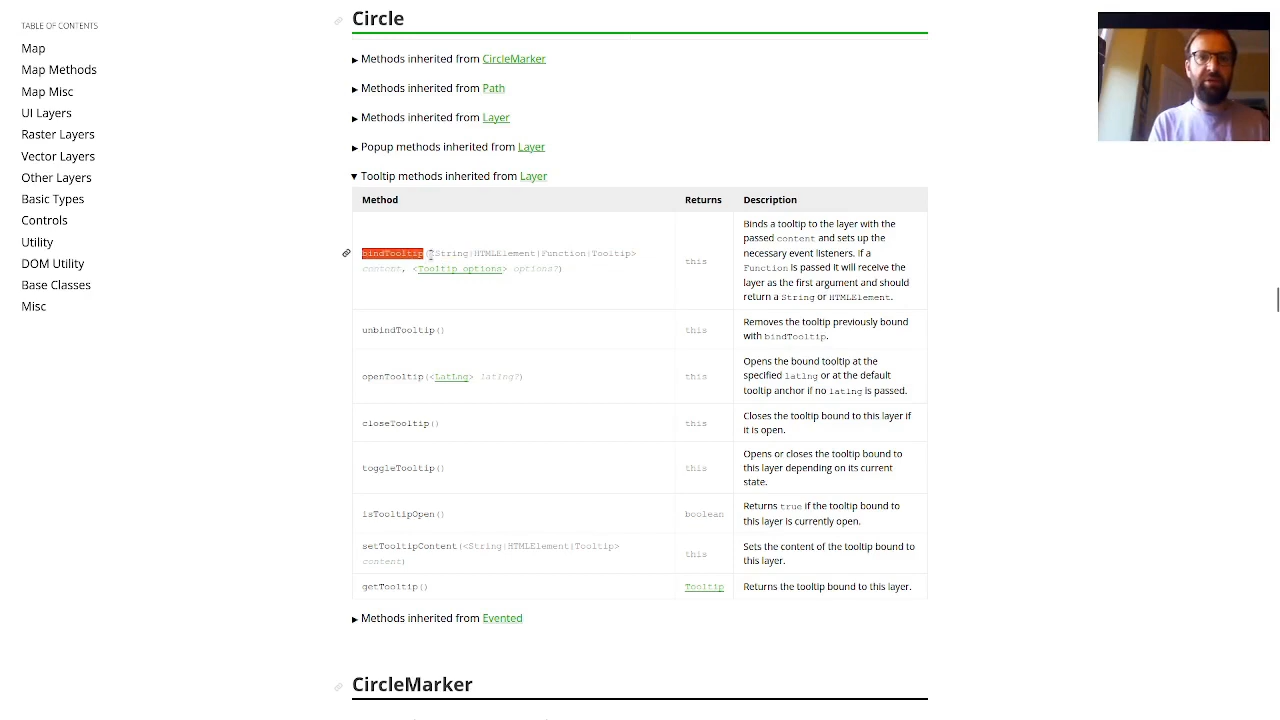 TABLE OF CONTENTS
Map
Map Methods
Map Misc
UI Layers
Raster Layers
Vector Layers
Other Layers
Basic Types
Controls
Utility
DOM Utility
Base Classes
Misc
Circle
Methods inherited from CircleMarker
Methods inherited from Path
Methods inherited from Layer
Popup methods inherited from Layer
Tooltip methods inherited from Layer
Method Returns Description
bindTooltip(<String|HTMLElement|Function|Tooltip>
content, <Tooltip options> options?)
this
Binds a tooltip to the layer with the
passed content and sets up the
necessary event listeners. If a
Function is passed it will receive the
layer as the first argument and should
return a String or HTMLElement.
unbindTooltip()
this
Removes the tooltip previously bound
with bindTooltip.
openTooltip(<LatLng> latlng?)
this
Opens the bound tooltip at the
specified latlng or at the default
tooltip anchor if no latlng is passed.
closeTooltip()
this
Closes the tooltip bound to this layer if
it is open.
toggleTooltip()
this
Opens or closes the tooltip bound to
this layer depending on its current
state.
isTooltipOpen()
boolean
Returns true if the tooltip bound to
this layer is currently open.
setTooltipContent(<String|HTMLElement|Tooltip>
content)
this
Sets the content of the tooltip bound to
this layer.
getTooltip()
Tooltip
Returns the tooltip bound to this layer.
Methods inherited from Evented
CircleMarker